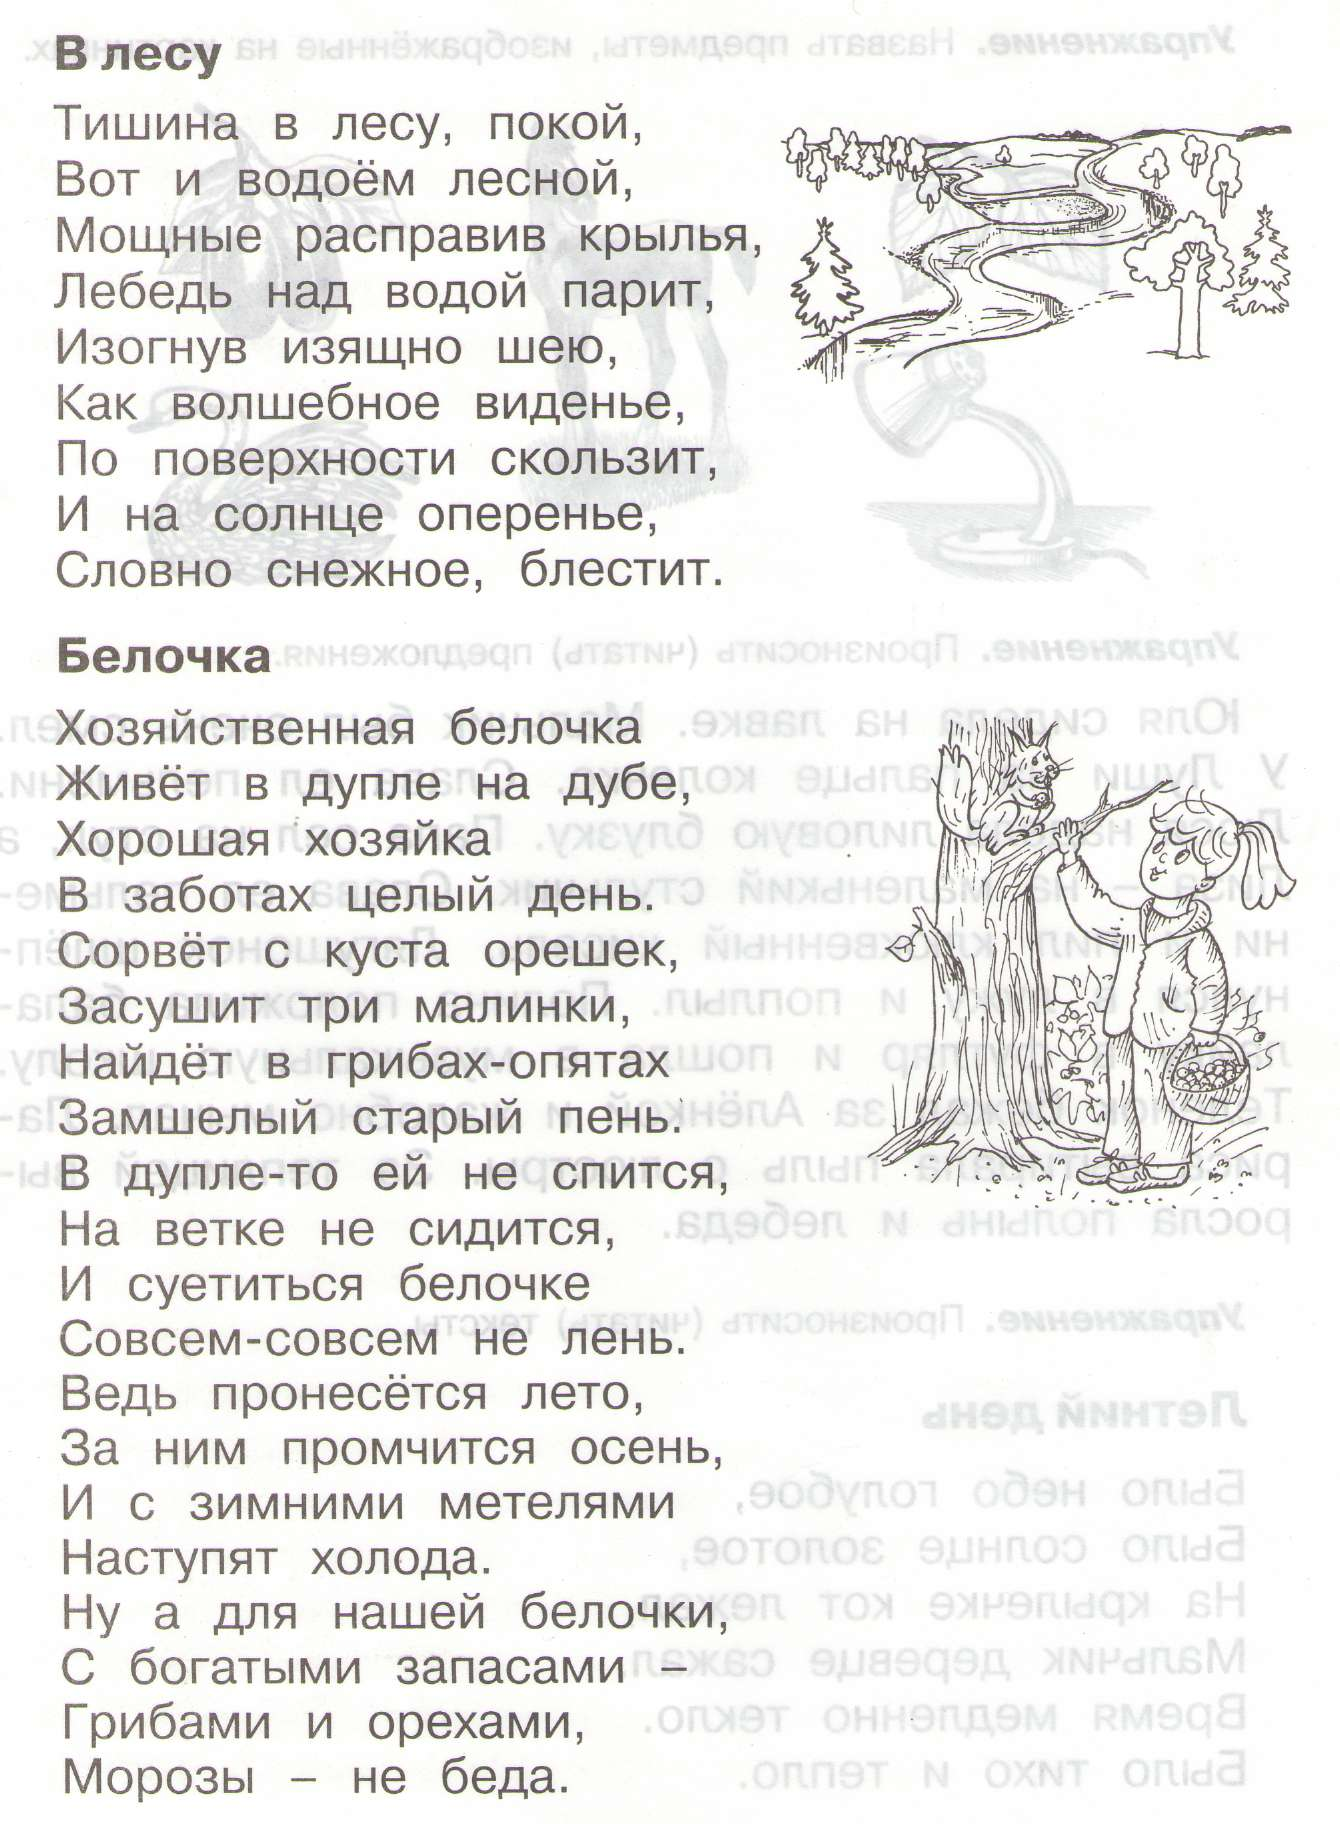 В лесу
Тишина в лесу, покой,
Вот и водоём лесной,
Мощные расправив крылья,
Лебедь над водой парит,
Изогнув изящно шею,
Как волшебное виденье,
По поверхности скользит,
И на солнце оперенье,
Словно снежное, блестит.
Белочка
Хозяйственная белочка
Живёт в дупле на дубе,
Хорошая хозяйка
В заботах целый день.
Сорвёт с куста орешек,
Засушит три малинки,
Найдёт в грибах-опятах
Замшелый старый пень.
В дупле-то ей не спится,
На ветке не сидится,
И суетиться белочке
Совсем-совсем не лень.
Ведь пронесётся лето,
За ним промчится осень,
И с зимними метелями
Наступят холода.
Ну а для нашей белочки,
С богатыми запасами –
Грибами и орехами,
Морозы – не беда.